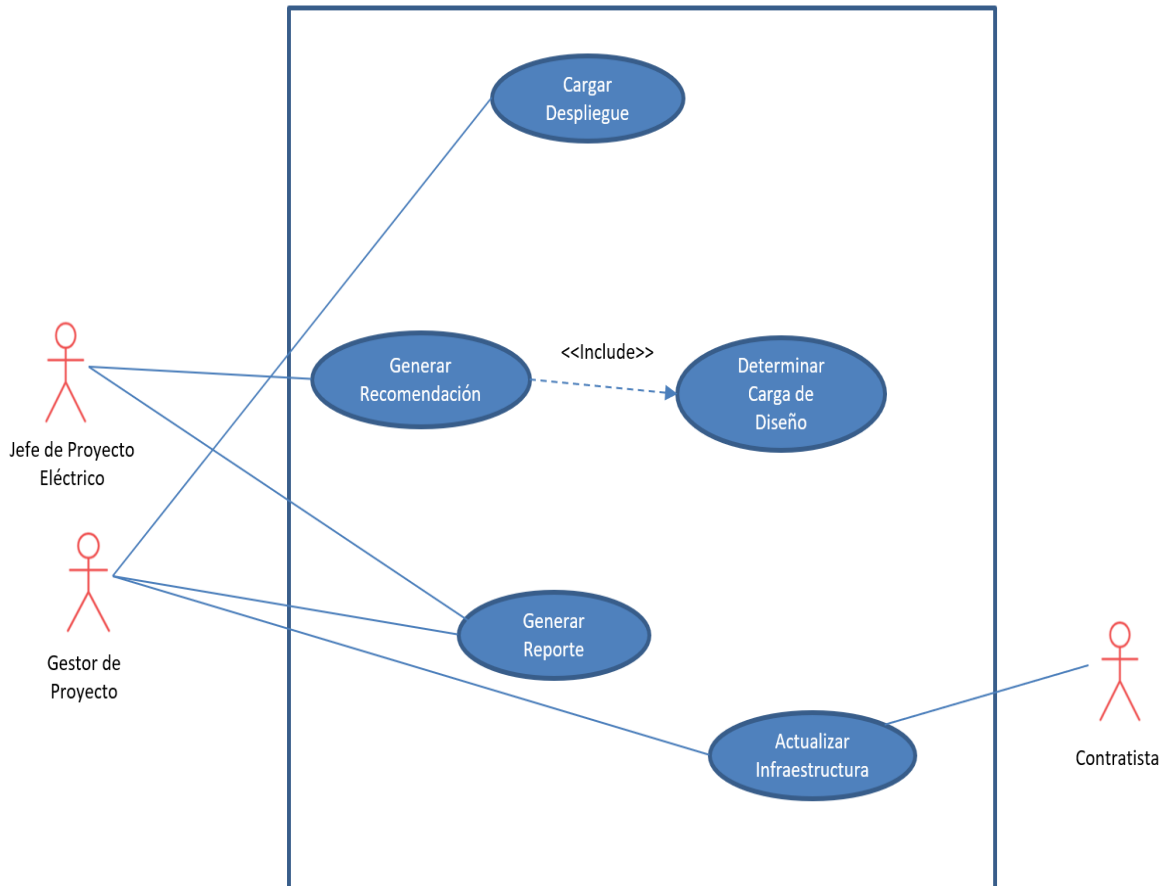 Cargar
Despliegue
<<Include>>
Generar
Recomendación
Determinar
Carga de
Diseño
Jefe de Proyecto
Eléctrico
Generar
Reporte
Gestor de
Proyecto
Actualizar
Infraestructura
Contratista